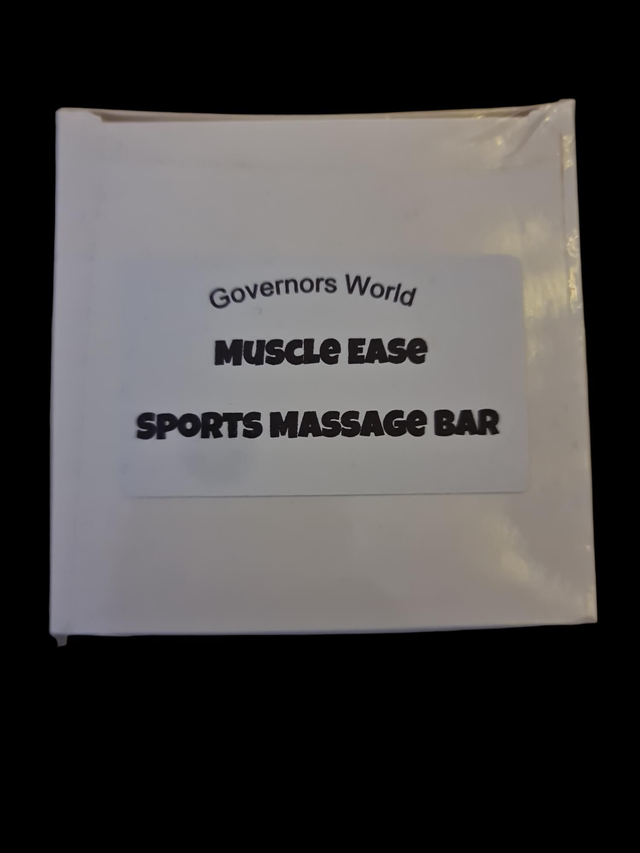 Governors World
Muscle Ease
Sports Massage Bar